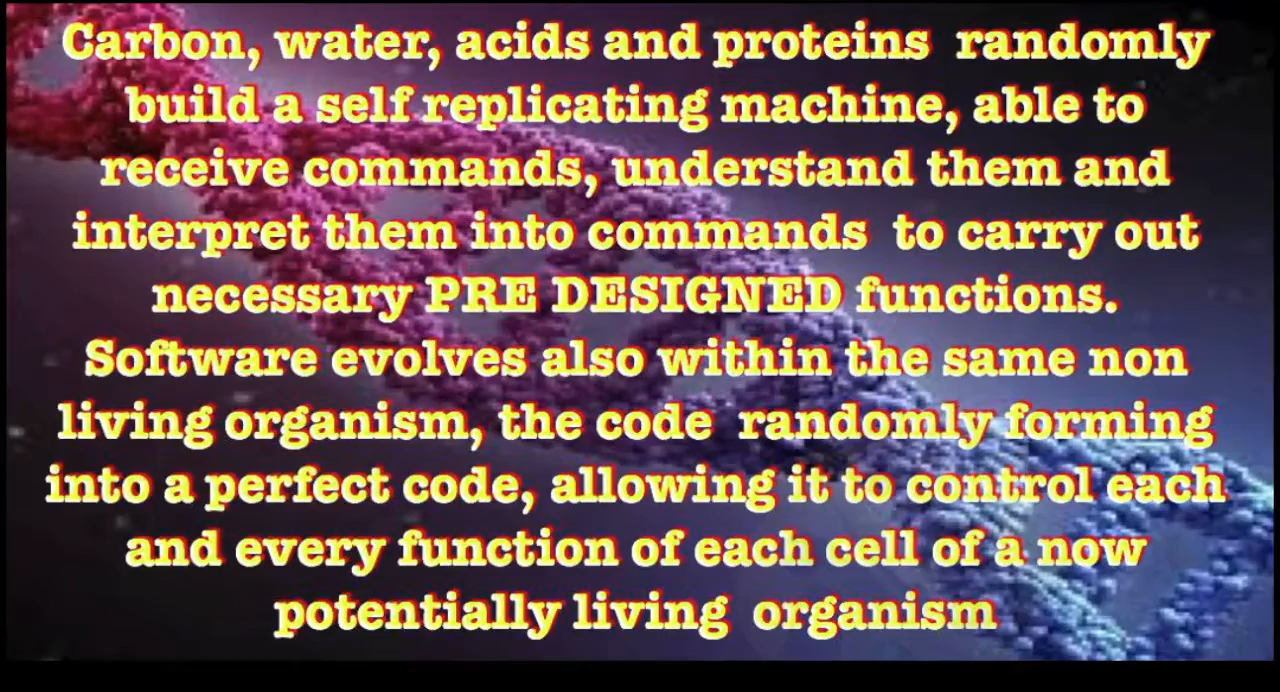 Carbon, water, acids and proteins randomly
build a self replicating machine, able to
receive commands, understand them and
interpret them into commands to carry out
necessary PRE DESIGNED functions.
Software evolves also within the same non
living organism, the code randomly forming
into a perfect code, allowing it to control each
and every function of each cell of a now
potentially living organism